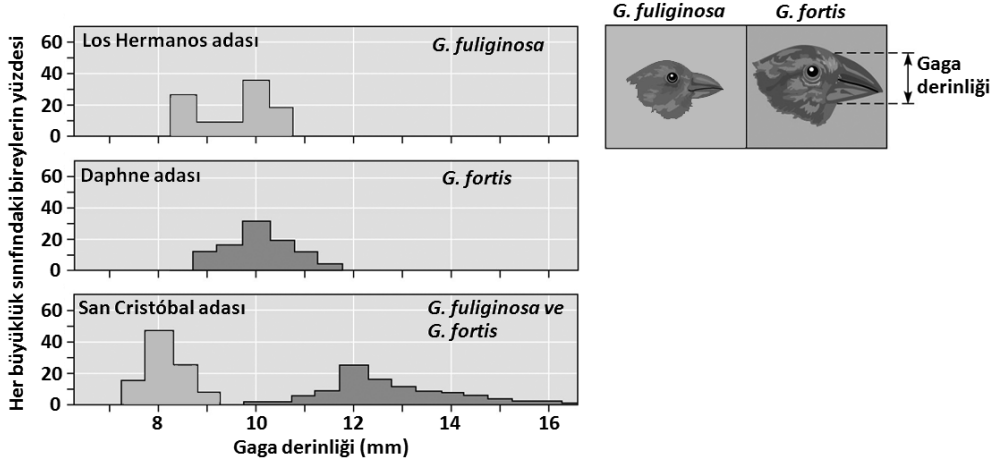 Her büyüklük sınıfındaki bireylerin yüzdesi
Los Hermanos adası
G. fuliginosa
60
40
20
0
Daphne adası
G. fortis
60
40
20
0
San Cristóbal adası
G. fuliginosa ve
G. fortis
60
40
20
0
8 10 12 14 16
Gaga derinliği (mm)
G. fuliginosa
G. fortis
Gaga
derinliği